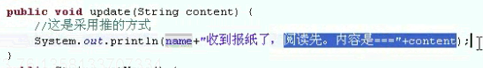 public void update(String content) {
//这是采用推的方式
System.out.println(name+"收到报纸了，阅读先。内容是==="+content);
}